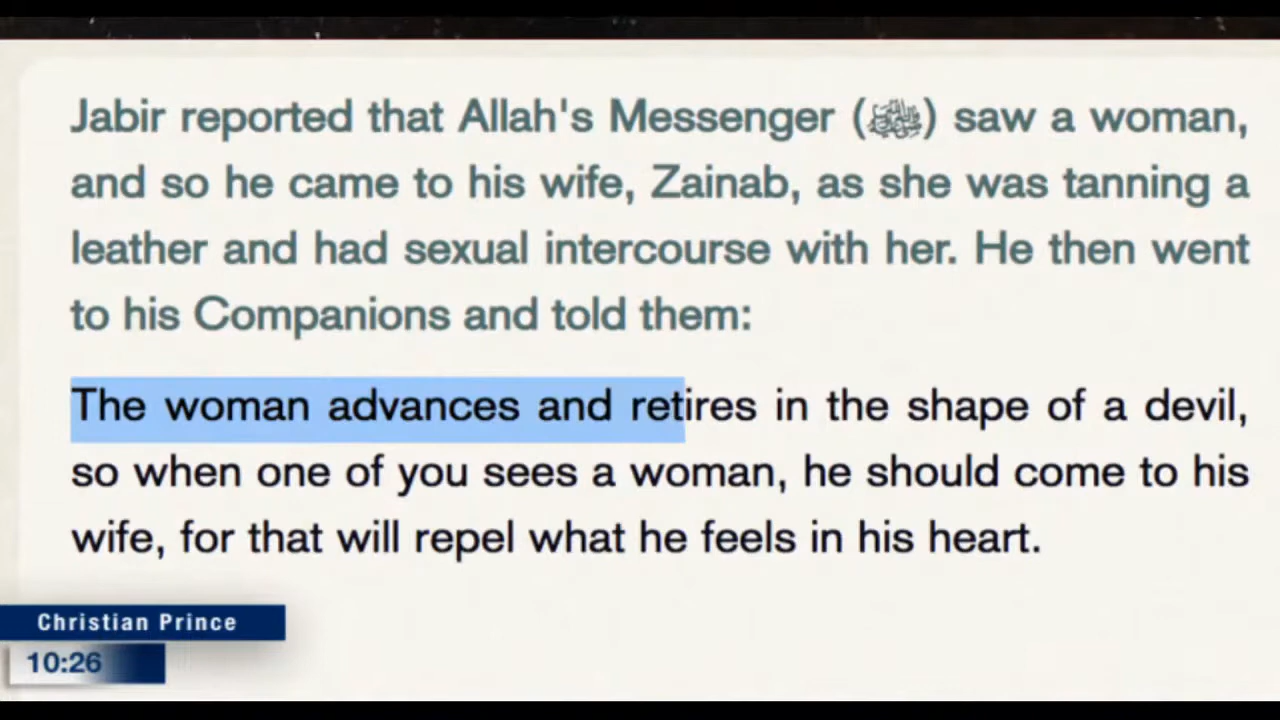 Jabir reported that Allah's Messenger (ﷺ) saw a woman,
and so he came to his wife, Zainab, as she was tanning a
leather and had sexual intercourse with her. He then went
to his Companions and told them:
The woman advances and retires in the shape of a devil,
so when one of you sees a woman, he should come to his
wife, for that will repel what he feels in his heart.
Christian Prince
10:26